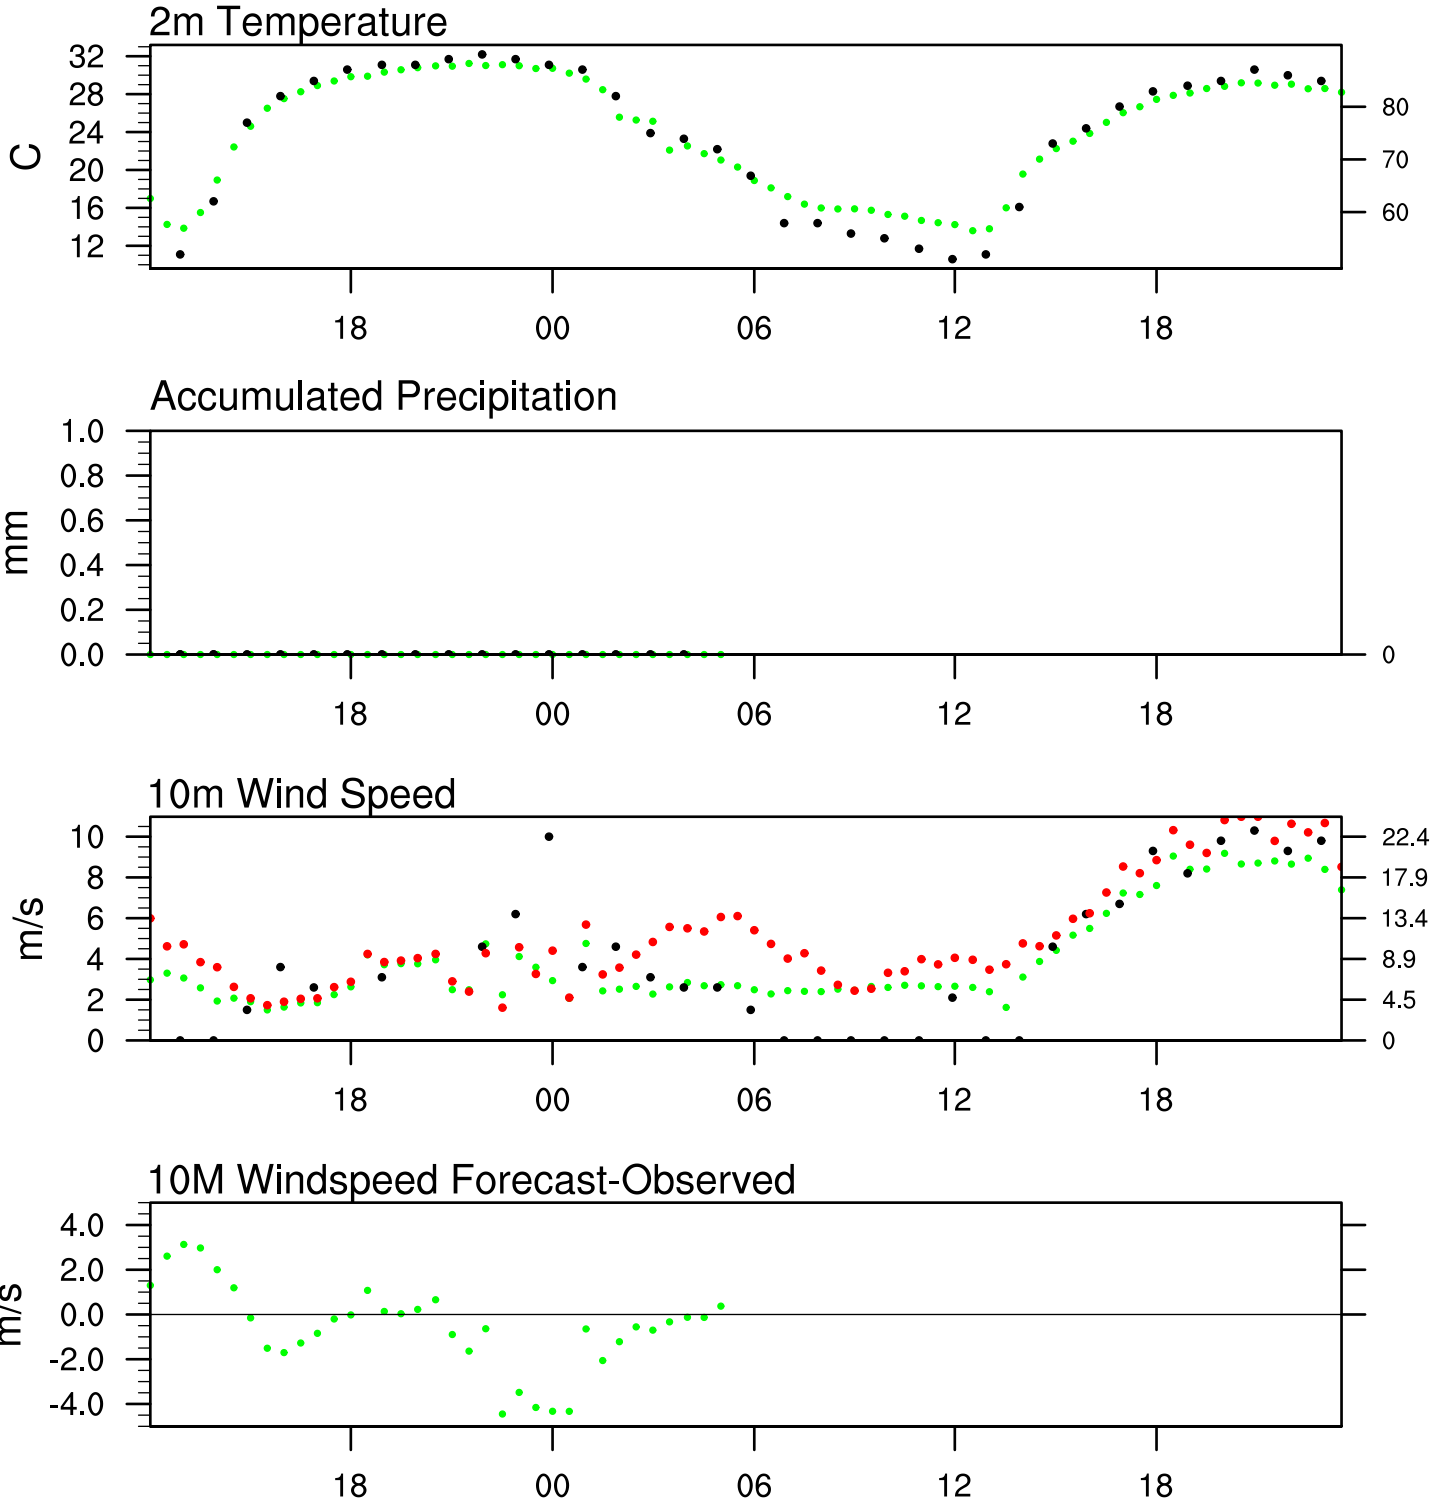 2m Temperature
32
28
24
20
16
12
C
80
70
60
18 00 06 12 18
Accumulated Precipitation
1.0
0.8
0.6
0.4
0.2
0.0
mm
0
18 00 06 12 18
10m Wind Speed
10
8
6
4
2
0
m/s
22.4
17.9
13.4
8.9
4.5
0
18 00 06 12 18
10M Windspeed Forecast-Observed
4.0
2.0
0.0
-2.0
-4.0
m/s
18 00 06 12 18